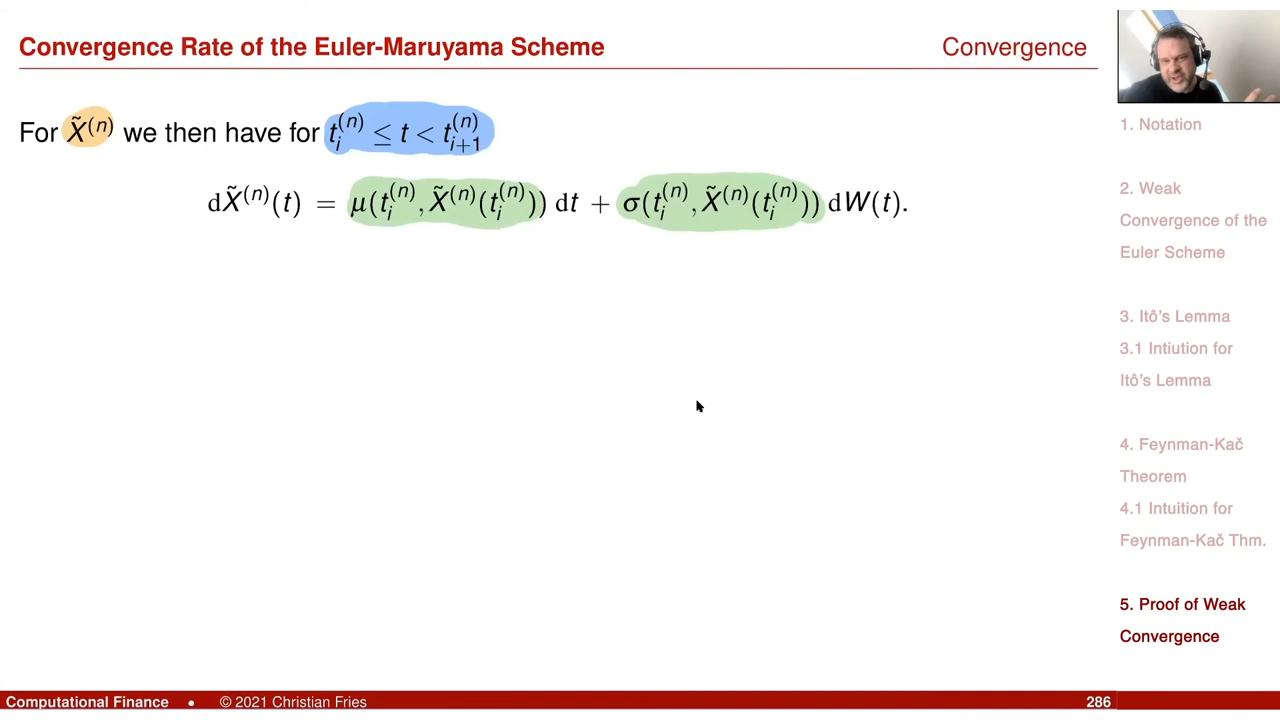 Convergence Rate of the Euler-Maruyama Scheme
Convergence
For X̃⁽ⁿ⁾ we then have for tᵢ⁽ⁿ⁾ ≤ t < tᵢ₊₁⁽ⁿ⁾
dX̃⁽ⁿ⁾(t) = μ(tᵢ⁽ⁿ⁾, X̃⁽ⁿ⁾(tᵢ⁽ⁿ⁾)) dt + σ(tᵢ⁽ⁿ⁾, X̃⁽ⁿ⁾(tᵢ⁽ⁿ⁾)) dW(t).
1. Notation
2. Weak
Convergence of the
Euler Scheme
3. Itô's Lemma
3.1 Intiution for
Itô's Lemma
4. Feynman-Kač
Theorem
4.1 Intuition for
Feynman-Kač Thm.
5. Proof of Weak
Convergence
Computational Finance • © 2021 Christian Fries
286